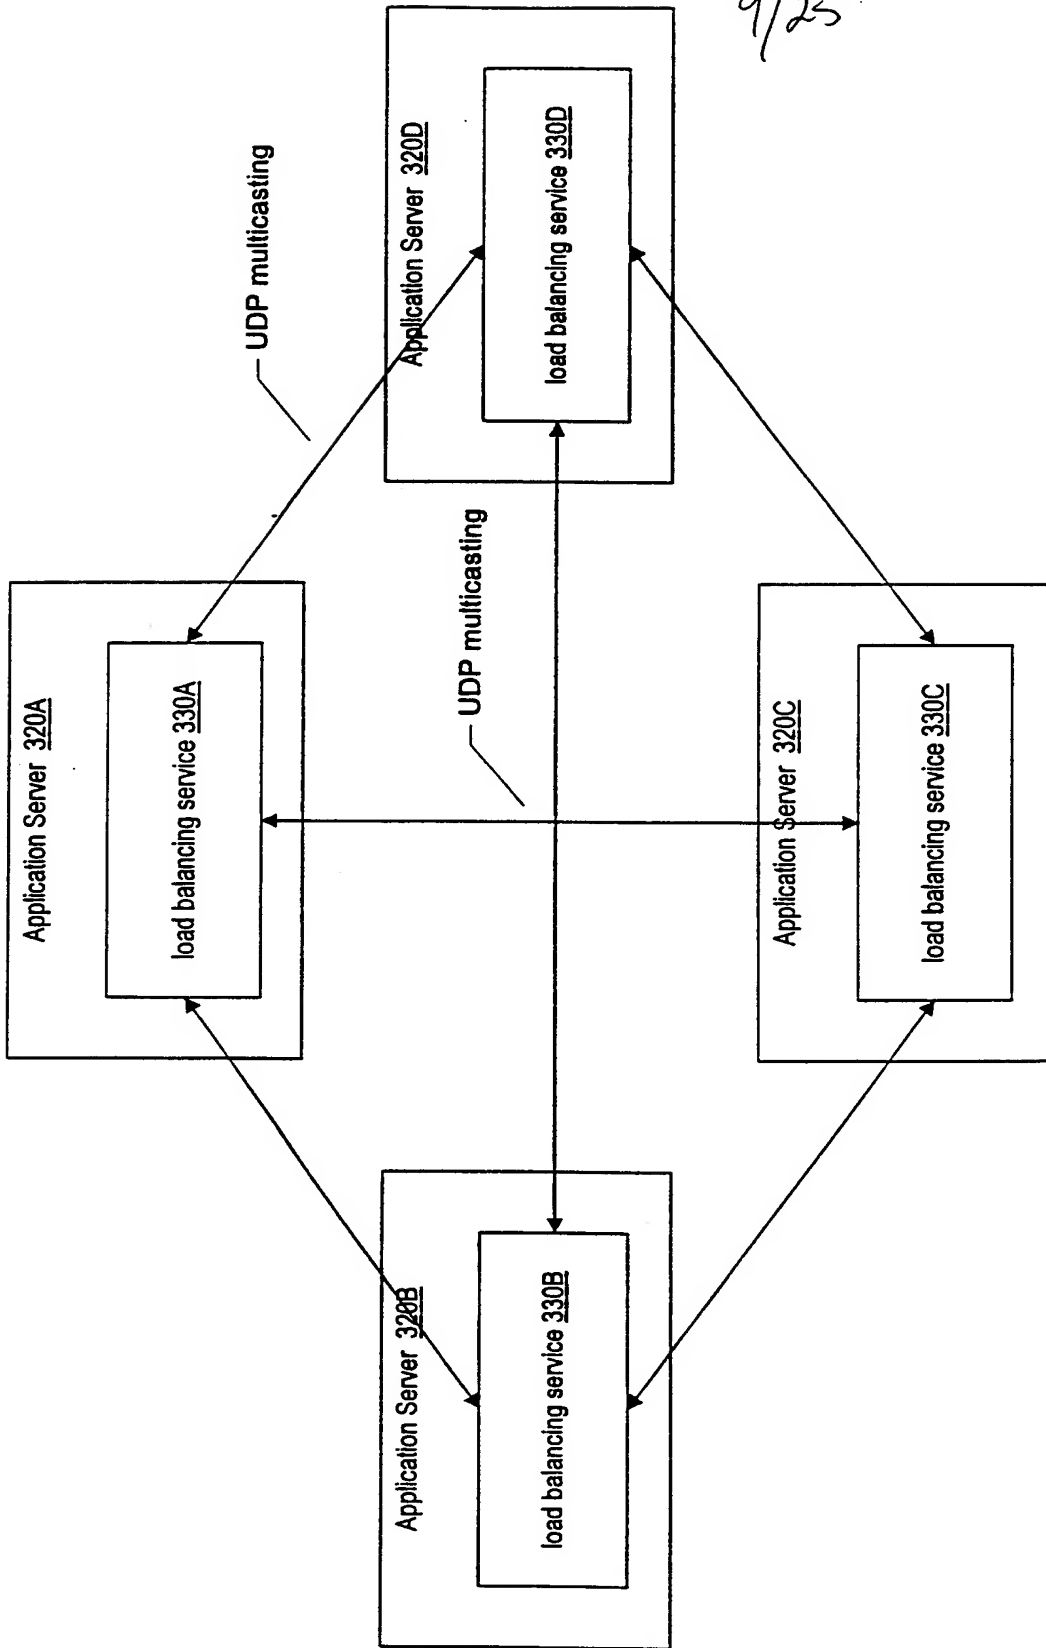 9/25
Application Server 320A
load balancing service 330A
UDP multicasting
Application Server 320B
load balancing service 330B
UDP multicasting
Application Server 320D
load balancing service 330D
Application Server 320C
load balancing service 330C